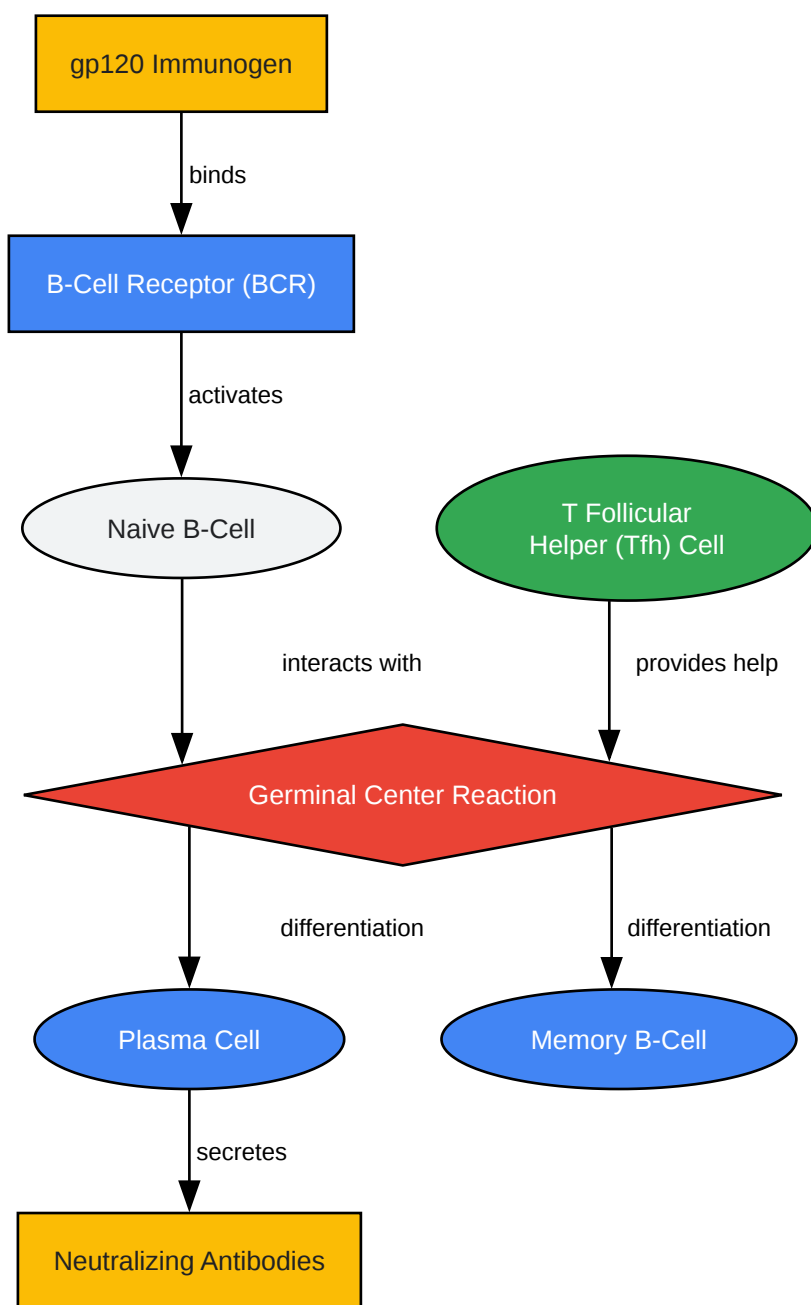 gp120 Immunogen
binds
B-Cell Receptor (BCR)
activates
Naive B-Cell
T Follicular
Helper (Tfh) Cell
interacts with
provides help
Germinal Center Reaction
differentiation
differentiation
Plasma Cell
Memory B-Cell
secretes
Neutralizing Antibodies